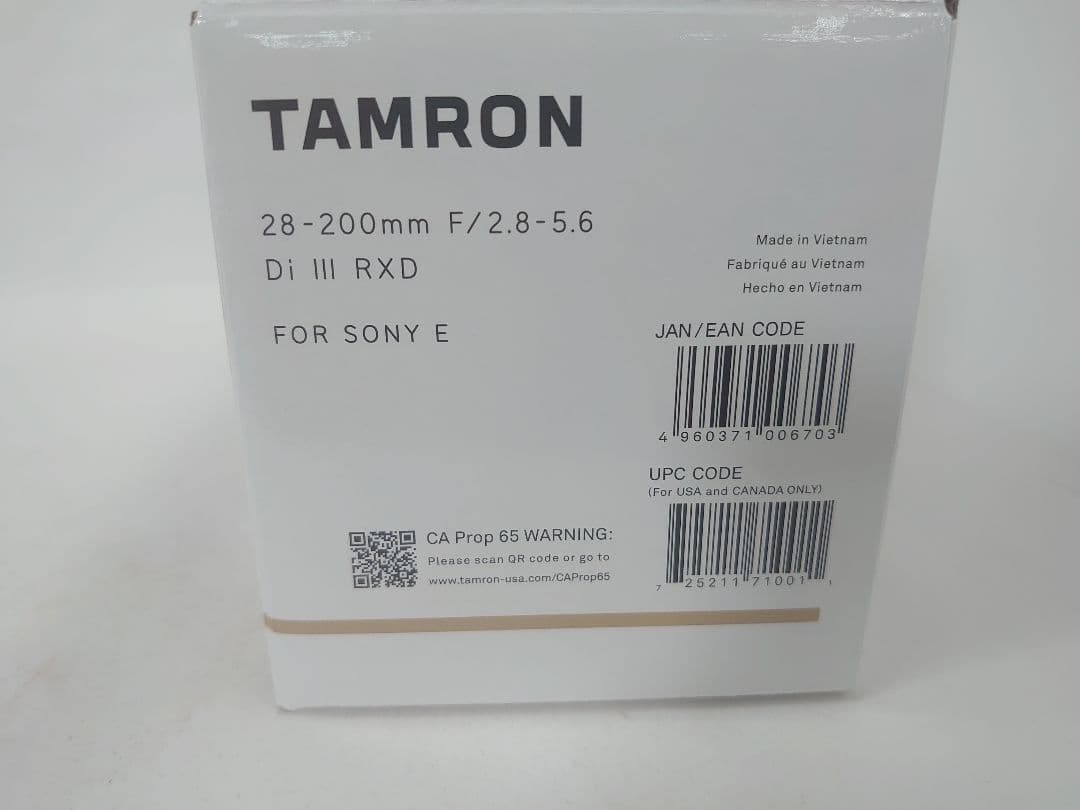 TAMRON
28-200mm F/2.8-5.6
Di III RXD
FOR SONY E
Made in Vietnam
Fabriqué au Vietnam
Hecho en Vietnam
JAN/EAN CODE
4 960371 006703
UPC CODE
(For USA and CANADA ONLY)
7 25211 71001 1
CA Prop 65 WARNING:
Please scan QR code or go to
www.tamron-usa.com/CAProp65